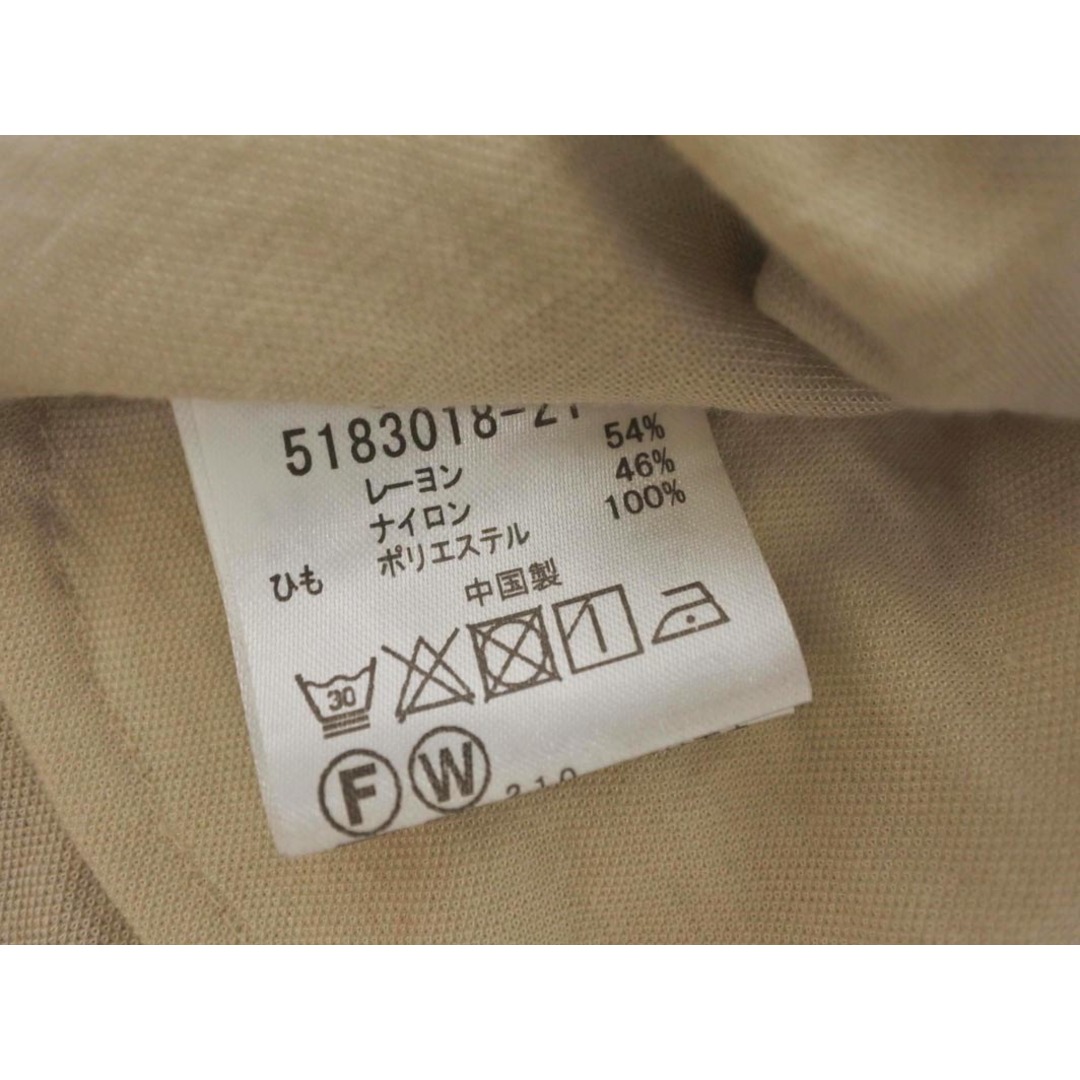 5183018-21
レーヨン 54%
ナイロン 46%
ひも ポリエステル 100%
中国製
30
F W